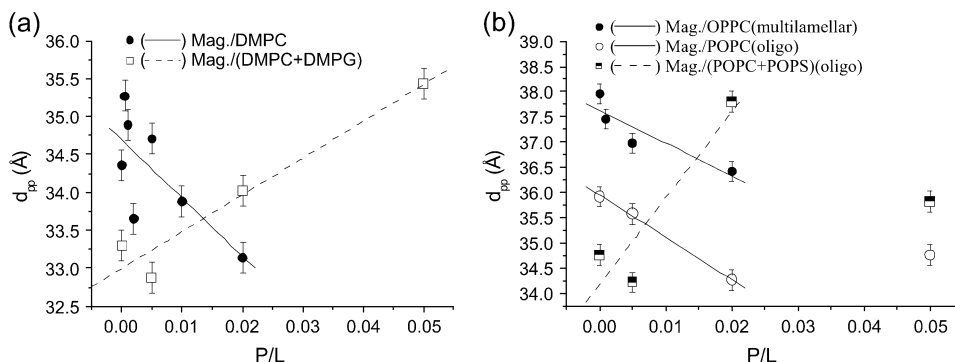 (a)
● (———) Mag./DMPC
□ (- - - -) Mag./(DMPC+DMPG)
36.0
35.5
35.0
34.5
34.0
33.5
33.0
32.5
d_pp (Å)
0.00 0.01 0.02 0.03 0.04 0.05
P/L
(b)
● (———) Mag./OPPC(multilamellar)
○ (———) Mag./POPC(oligo)
(- - - -) Mag./(POPC+POPS)(oligo)
39.0
38.5
38.0
37.5
37.0
36.5
36.0
35.5
35.0
34.5
34.0
d_pp (Å)
0.00 0.01 0.02 0.03 0.04 0.05
P/L